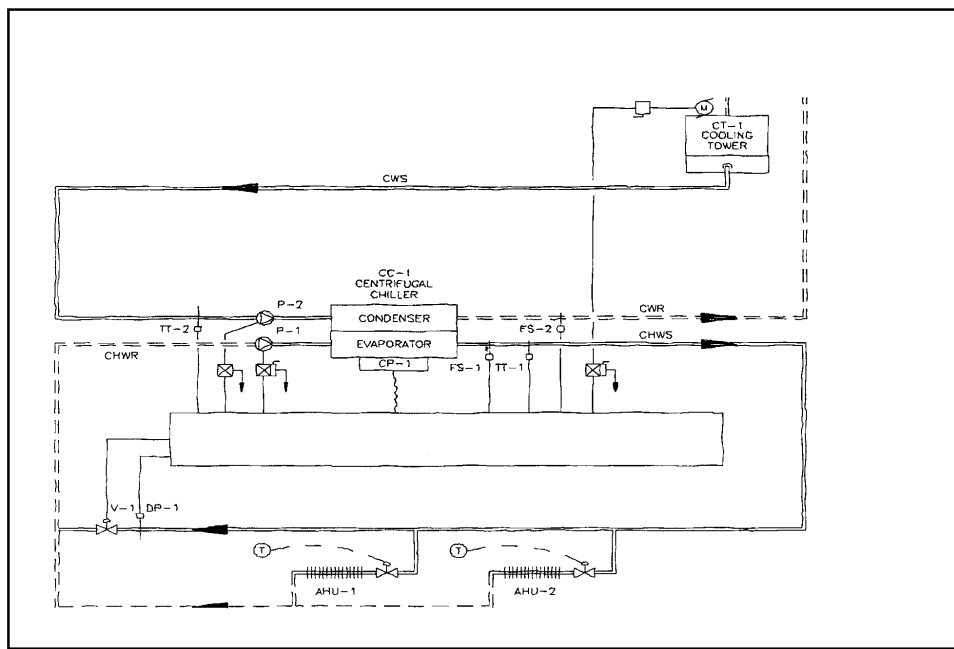 M
CT-1
COOLING
TOWER
CWS
CC-1
CENTRIFUGAL
CHILLER
P-2
CONDENSER
CWR
TT-2
FS-2
P-1
CHWR
EVAPORATOR
CHWS
CP-1
FS-1
TT-1
V-1
DP-1
T
T
AHU-1
AHU-2